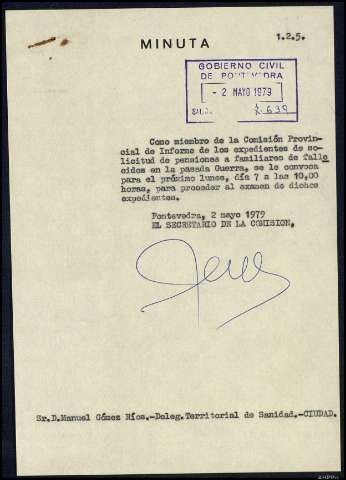 MINUTA
1.2.5.
GOBIERNO CIVIL
DE PONTEVEDRA
- 2 MAYO 1979
SALIDA
Como miembro de la Comisión Provin-
cial de Informe de los expedientes de so-
licitud de pensiones a familiares de falle
cidos en la pasada Guerra, se le convoca
para el próximo lunes, día 7 a las 10,00
horas, para proceder al examen de dichos
expedientes.
Pontevedra, 2 mayo 1979
EL SECRETARIO DE LA COMISION,
Sr.D.Manuel Gómez Ríos.-Deleg.Territorial de Sanidad.-CIUDAD.